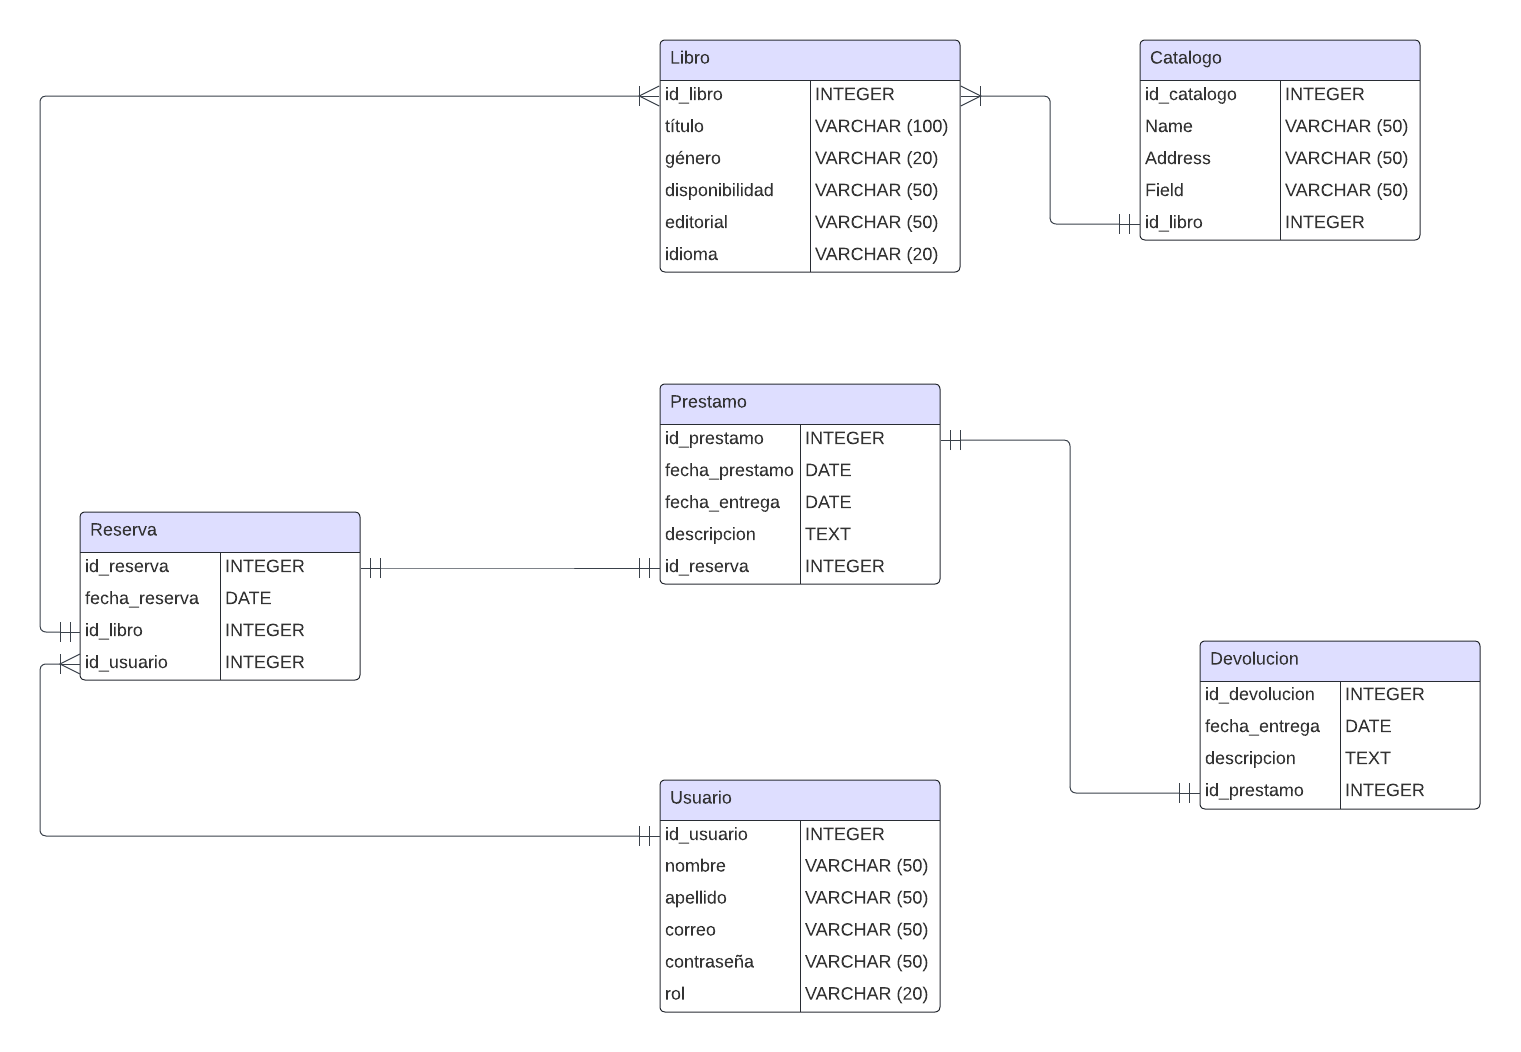 Libro
id_libro INTEGER
título VARCHAR (100)
género VARCHAR (20)
disponibilidad VARCHAR (50)
editorial VARCHAR (50)
idioma VARCHAR (20)
Catalogo
id_catalogo INTEGER
Name VARCHAR (50)
Address VARCHAR (50)
Field VARCHAR (50)
id_libro INTEGER
Prestamo
id_prestamo INTEGER
fecha_prestamo DATE
fecha_entrega DATE
descripcion TEXT
id_reserva INTEGER
Reserva
id_reserva INTEGER
fecha_reserva DATE
id_libro INTEGER
id_usuario INTEGER
Devolucion
id_devolucion INTEGER
fecha_entrega DATE
descripcion TEXT
id_prestamo INTEGER
Usuario
id_usuario INTEGER
nombre VARCHAR (50)
apellido VARCHAR (50)
correo VARCHAR (50)
contraseña VARCHAR (50)
rol VARCHAR (20)